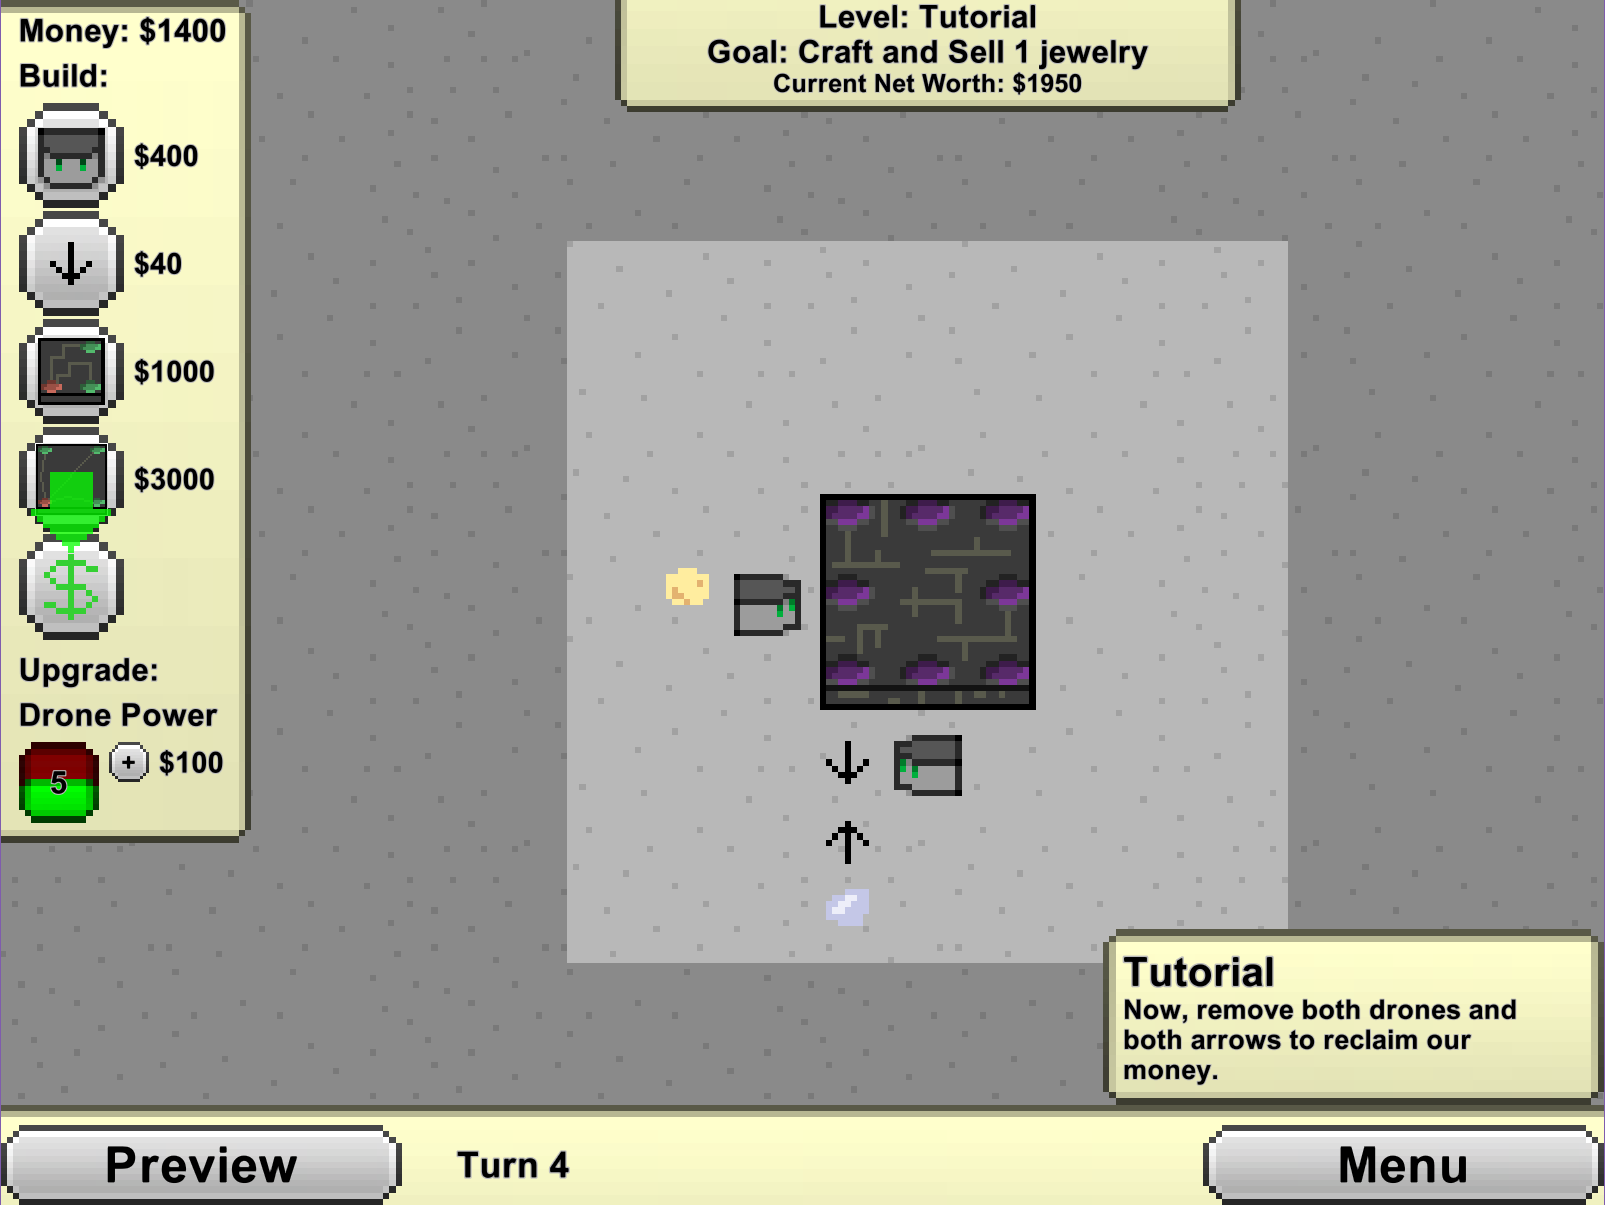 Money: $1400
Build:
$400
$40
$1000
$3000
$
Upgrade:
Drone Power
5
+ $100
Level: Tutorial
Goal: Craft and Sell 1 jewelry
Current Net Worth: $1950
Tutorial
Now, remove both drones and
both arrows to reclaim our
money.
Preview
Turn 4
Menu